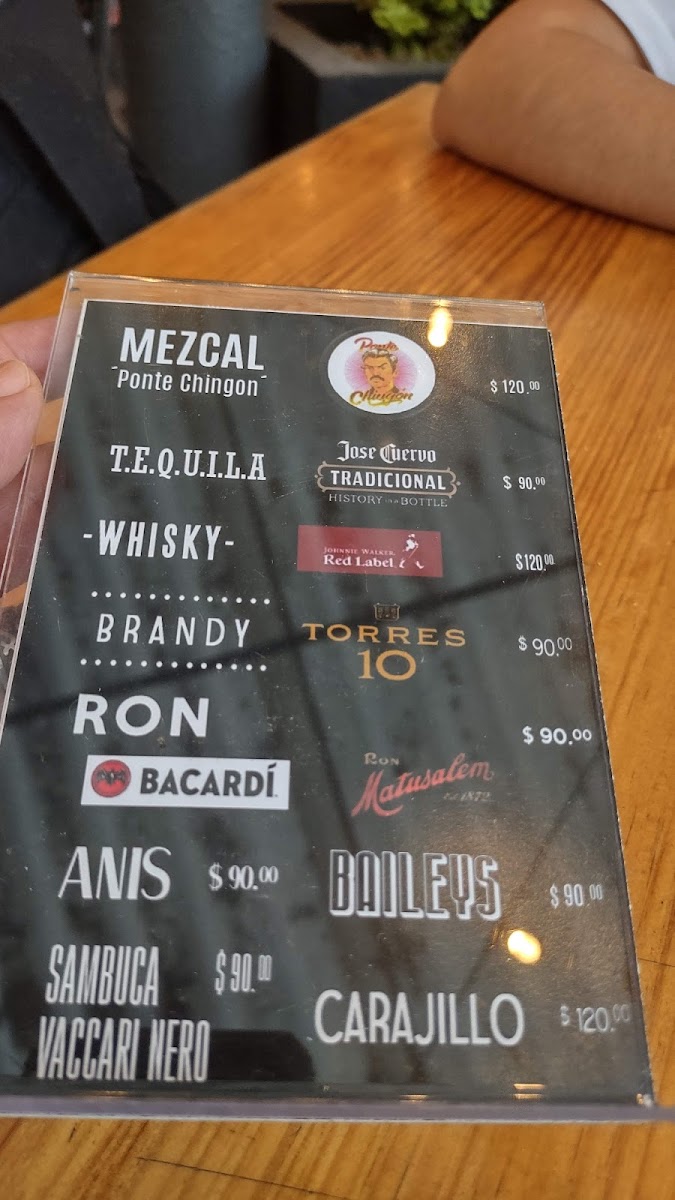 MEZCAL
´Ponte Chingon´
Ponte
Chingon
$ 120.00
T.E.Q.U.I.L.A
Jose Cuervo
TRADICIONAL
HISTORY IN A BOTTLE
$ 90.00
-WHISKY-
JOHNNIE WALKER.
Red Label
$120.00
BRANDY
TORRES
10
$ 90.00
RON
$ 90.00
BACARDÍ
RON
Matusalem
Est. 1872
ANIS $ 90.00
BAILEYS $ 90.00
SAMBUCA $ 90.00
VACCARI NERO
CARAJILLO $ 120.00